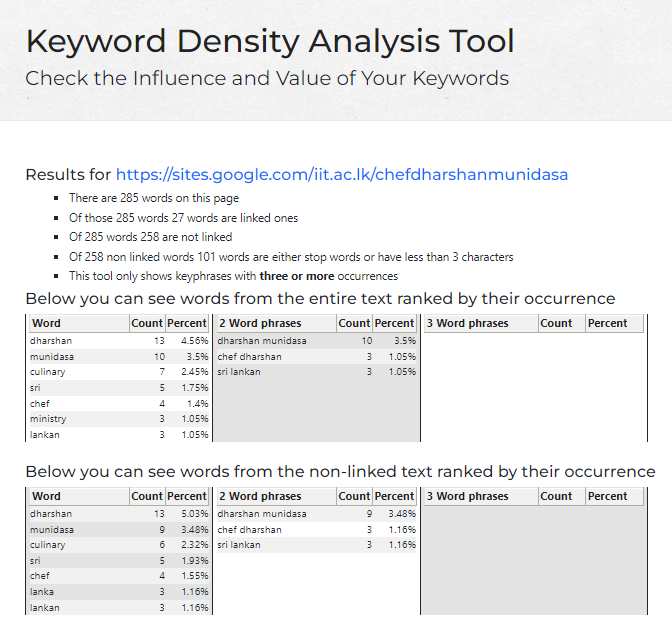 Keyword Density Analysis Tool
Check the Influence and Value of Your Keywords
Results for https://sites.google.com/iit.ac.lk/chefdharshanmunidasa
There are 285 words on this page
Of those 285 words 27 words are linked ones
Of 285 words 258 are not linked
Of 258 non linked words 101 words are either stop words or have less than 3 characters
This tool only shows keyphrases with three or more occurrences
Below you can see words from the entire text ranked by their occurrence
Word Count Percent 2 Word phrases Count Percent 3 Word phrases Count Percent
dharshan 13 4.56% dharshan munidasa 10 3.5%
munidasa 10 3.5% chef dharshan 3 1.05%
culinary 7 2.45% sri lankan 3 1.05%
sri 5 1.75%
chef 4 1.4%
ministry 3 1.05%
lankan 3 1.05%
Below you can see words from the non-linked text ranked by their occurrence
Word Count Percent 2 Word phrases Count Percent 3 Word phrases Count Percent
dharshan 13 5.03% dharshan munidasa 9 3.48%
munidasa 9 3.48% chef dharshan 3 1.16%
culinary 6 2.32% sri lankan 3 1.16%
sri 5 1.93%
chef 4 1.55%
lanka 3 1.16%
lankan 3 1.16%